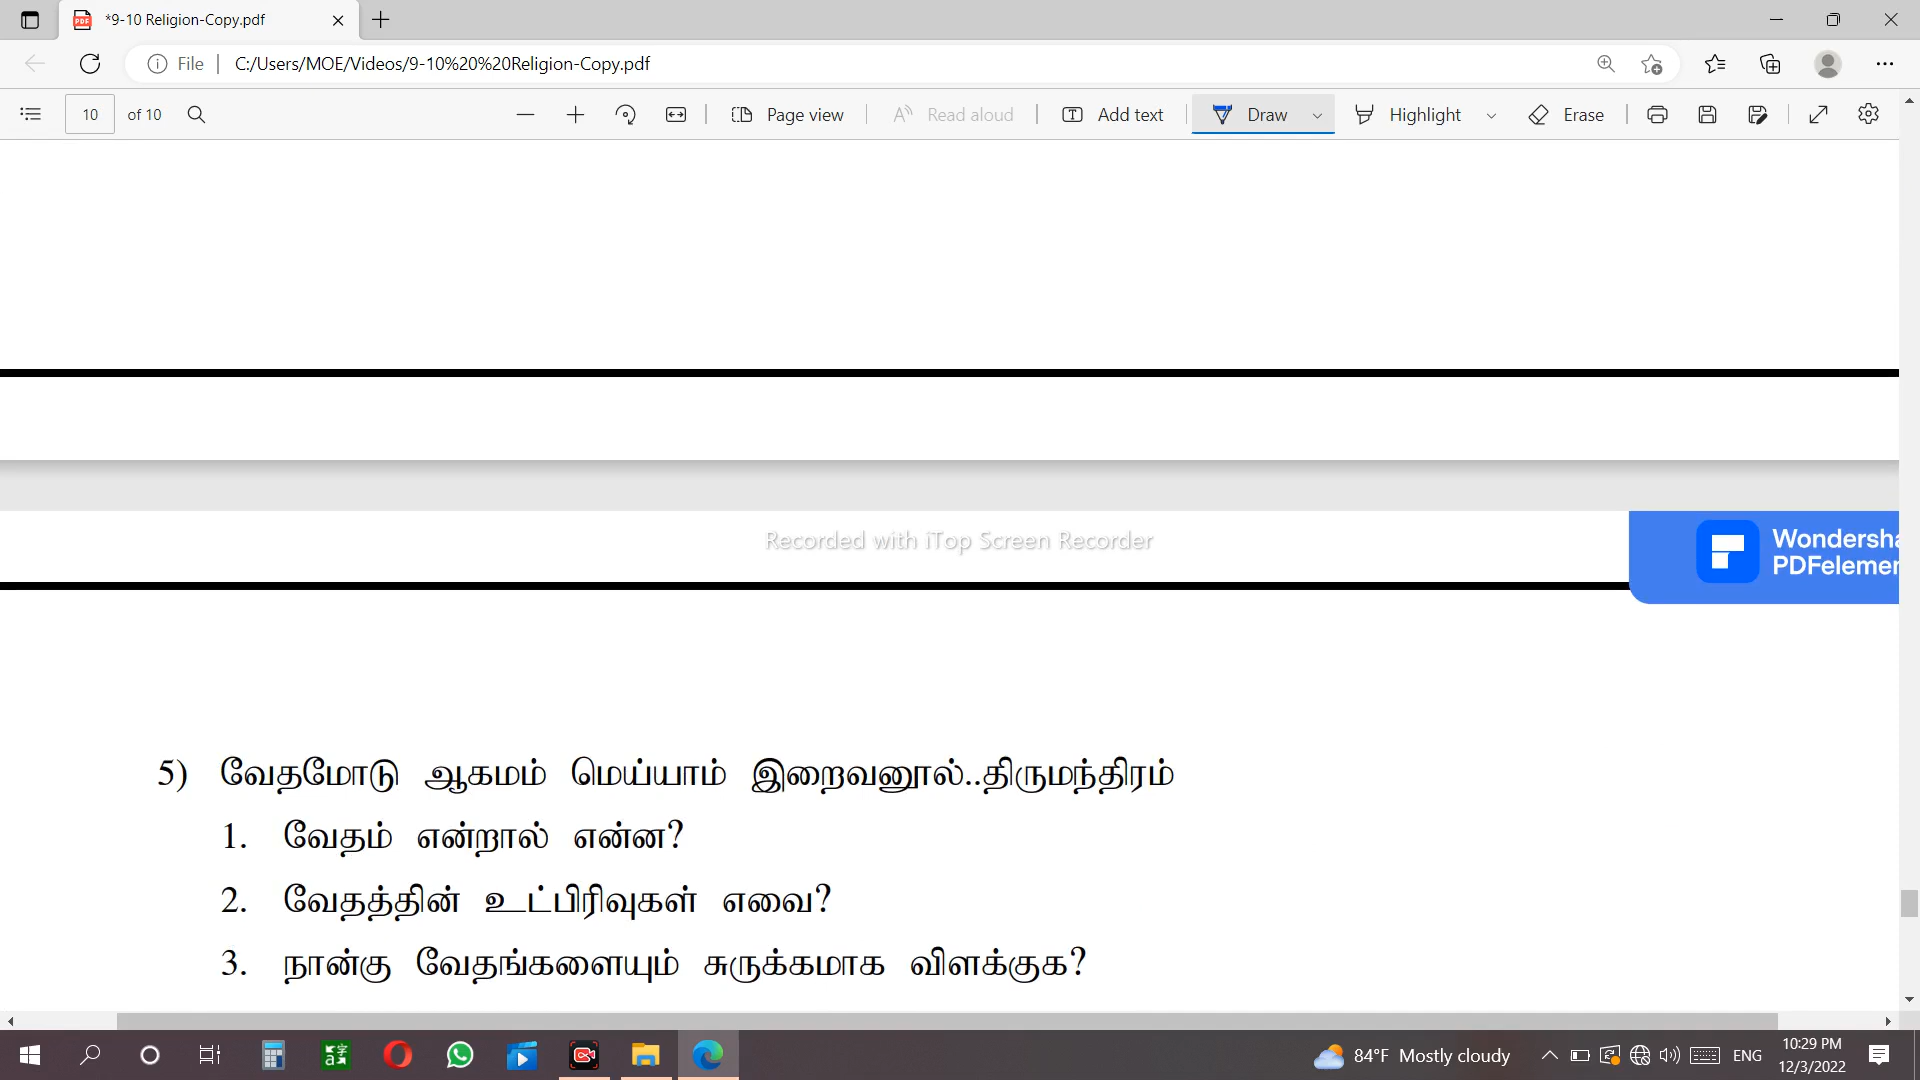 *9-10 Religion-Copy.pdf
File
C:/Users/MOE/Videos/9-10%20%20Religion-Copy.pdf
10 of 10 Page view Read aloud Add text Draw Highlight Erase
Recorded with iTop Screen Recorder
Wondersha
PDFelemen
5) வேதமோடு ஆகமம் மெய்யாம் இறைவனூல்..திருமந்திரம்
1. வேதம் என்றால் என்ன?
2. வேதத்தின் உட்பிரிவுகள் எவை?
3. நான்கு வேதங்களையும் சுருக்கமாக விளக்குக?
84°F Mostly cloudy
ENG
10:29 PM
12/3/2022